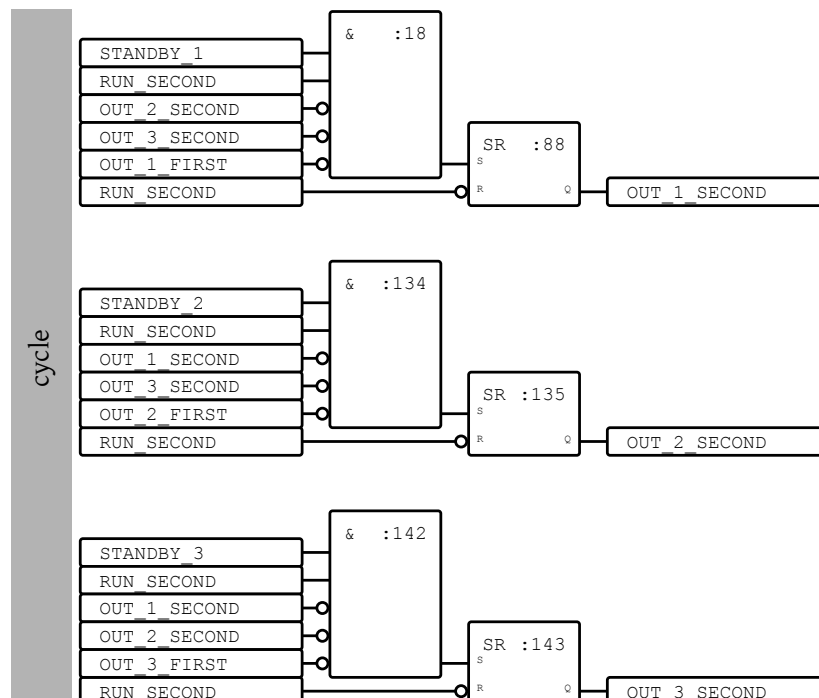 cycle
& :18
STANDBY_1
RUN_SECOND
OUT_2_SECOND
OUT_3_SECOND
OUT_1_FIRST
RUN_SECOND
SR :88
S
R Q
OUT_1_SECOND
& :134
STANDBY_2
RUN_SECOND
OUT_1_SECOND
OUT_3_SECOND
OUT_2_FIRST
RUN_SECOND
SR :135
S
R Q
OUT_2_SECOND
& :142
STANDBY_3
RUN_SECOND
OUT_1_SECOND
OUT_2_SECOND
OUT_3_FIRST
RUN_SECOND
SR :143
S
R Q
OUT_3_SECOND